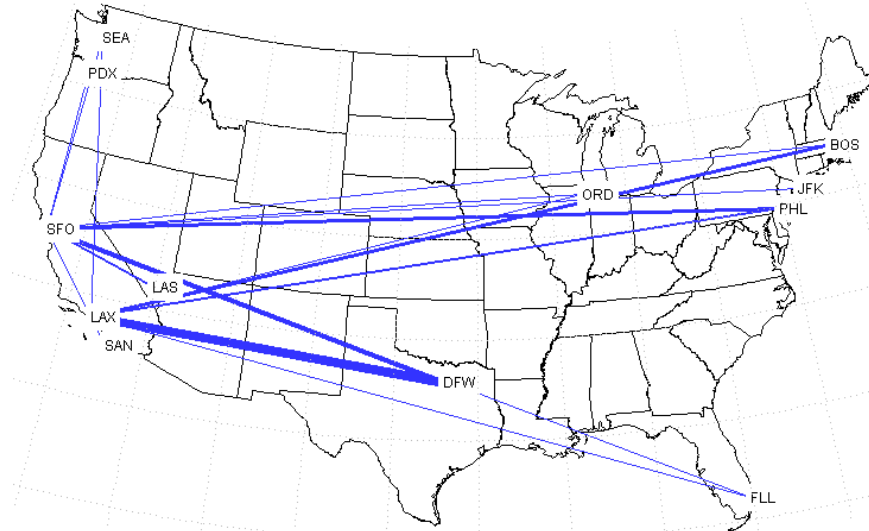 SEA
PDX
BOS
JFK
ORD
PHL
SFO
LAS
LAX
SAN
DFW
FLL